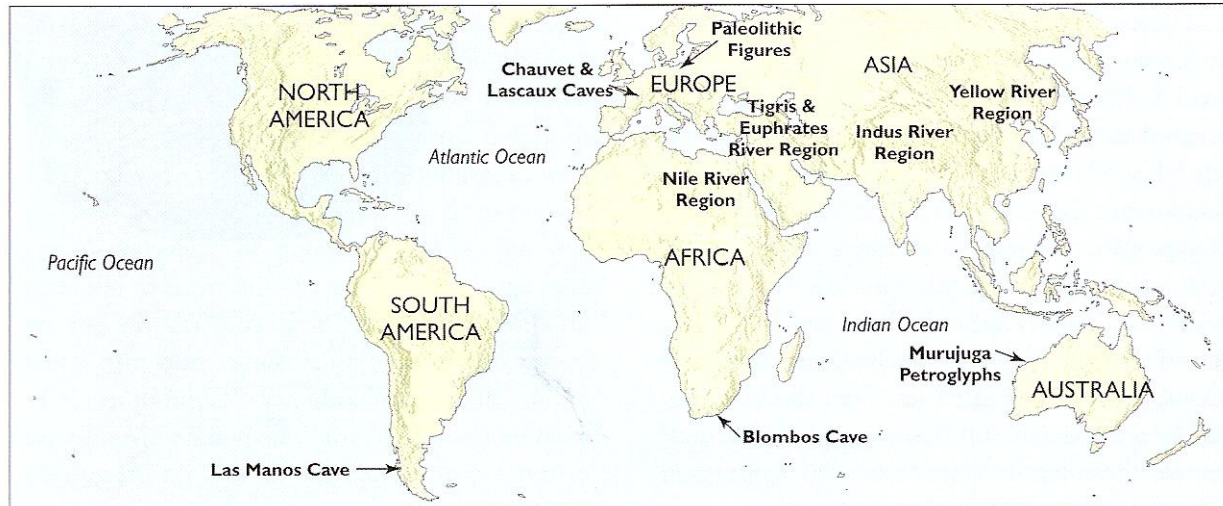 Paleolithic
Figures
Chauvet &
Lascaux Caves
EUROPE
ASIA
NORTH
AMERICA
Yellow River
Region
Tigris &
Euphrates
River Region
Indus River
Region
Atlantic Ocean
Nile River
Region
Pacific Ocean
AFRICA
SOUTH
AMERICA
Indian Ocean
Murujuga
Petroglyphs
AUSTRALIA
Blombos Cave
Las Manos Cave